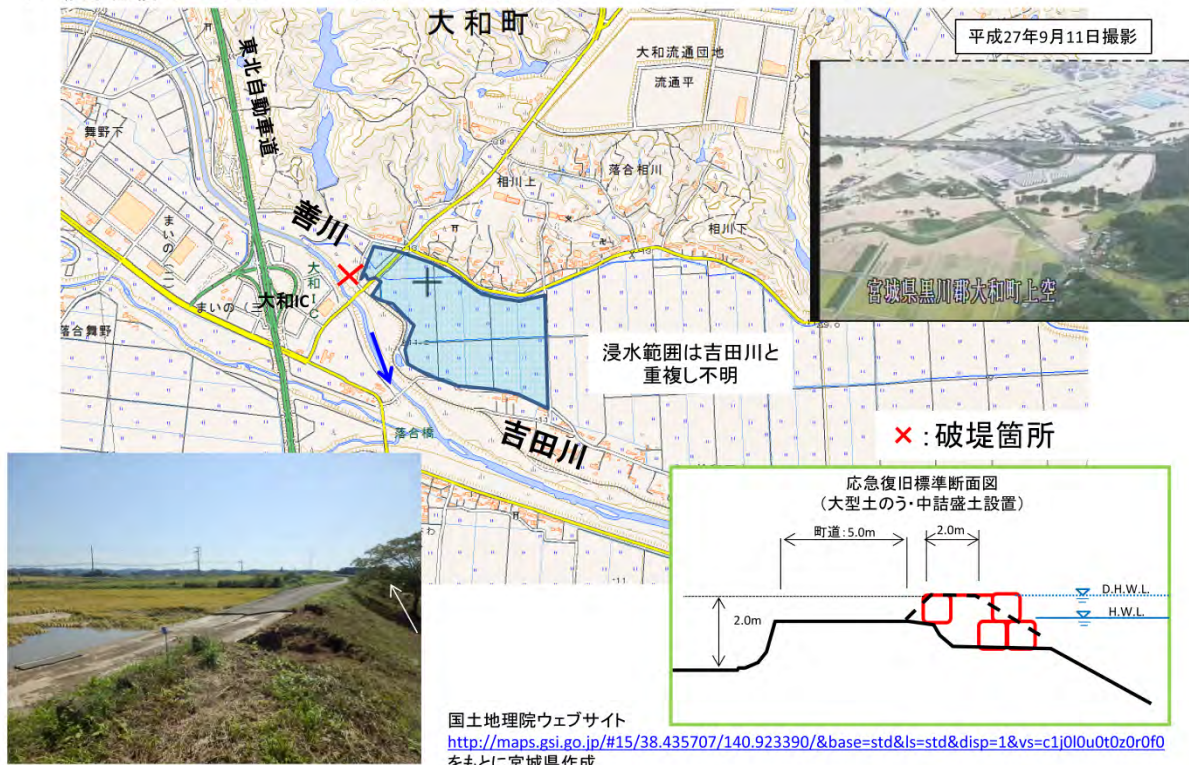 大和町
平成27年9月11日撮影
大和流通団地
流通平
東北自動車道
舞野下
落合相川
相川上
相川下
善川
まいの(二)
大和IC
大和IC
まいの(三)
落合舞野
宮城県黒川郡大和町上空
浸水範囲は吉田川と
重複し不明
吉田川
落合橋
×:破堤箇所
応急復旧標準断面図
(大型土のう・中詰盛土設置)
町道:5.0m
2.0m
D.H.W.L.
H.W.L.
2.0m
国土地理院ウェブサイト
http://maps.gsi.go.jp/#15/38.435707/140.923390/&base=std&ls=std&disp=1&vs=c1j0l0u0t0z0r0f0
をもとに宮城県作成